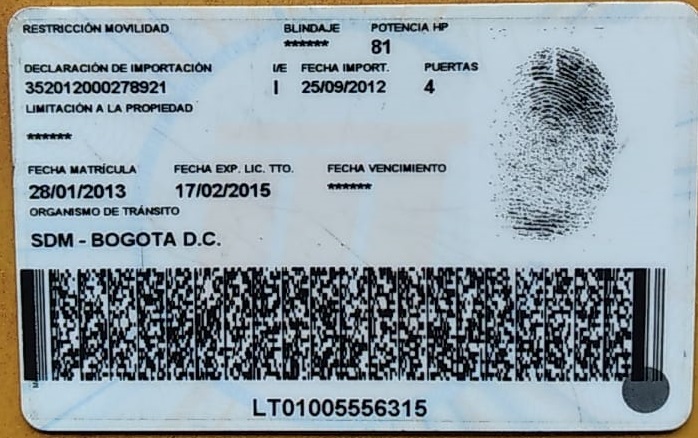 RESTRICCIÓN MOVILIDAD BLINDAJE POTENCIA HP
****** 81
DECLARACIÓN DE IMPORTACIÓN I/E FECHA IMPORT. PUERTAS
352012000278921 I 25/09/2012 4
LIMITACIÓN A LA PROPIEDAD
******
FECHA MATRÍCULA FECHA EXP. LIC. TTO. FECHA VENCIMIENTO
28/01/2013 17/02/2015 ******
ORGANISMO DE TRÁNSITO
SDM - BOGOTA D.C.
LT01005556315